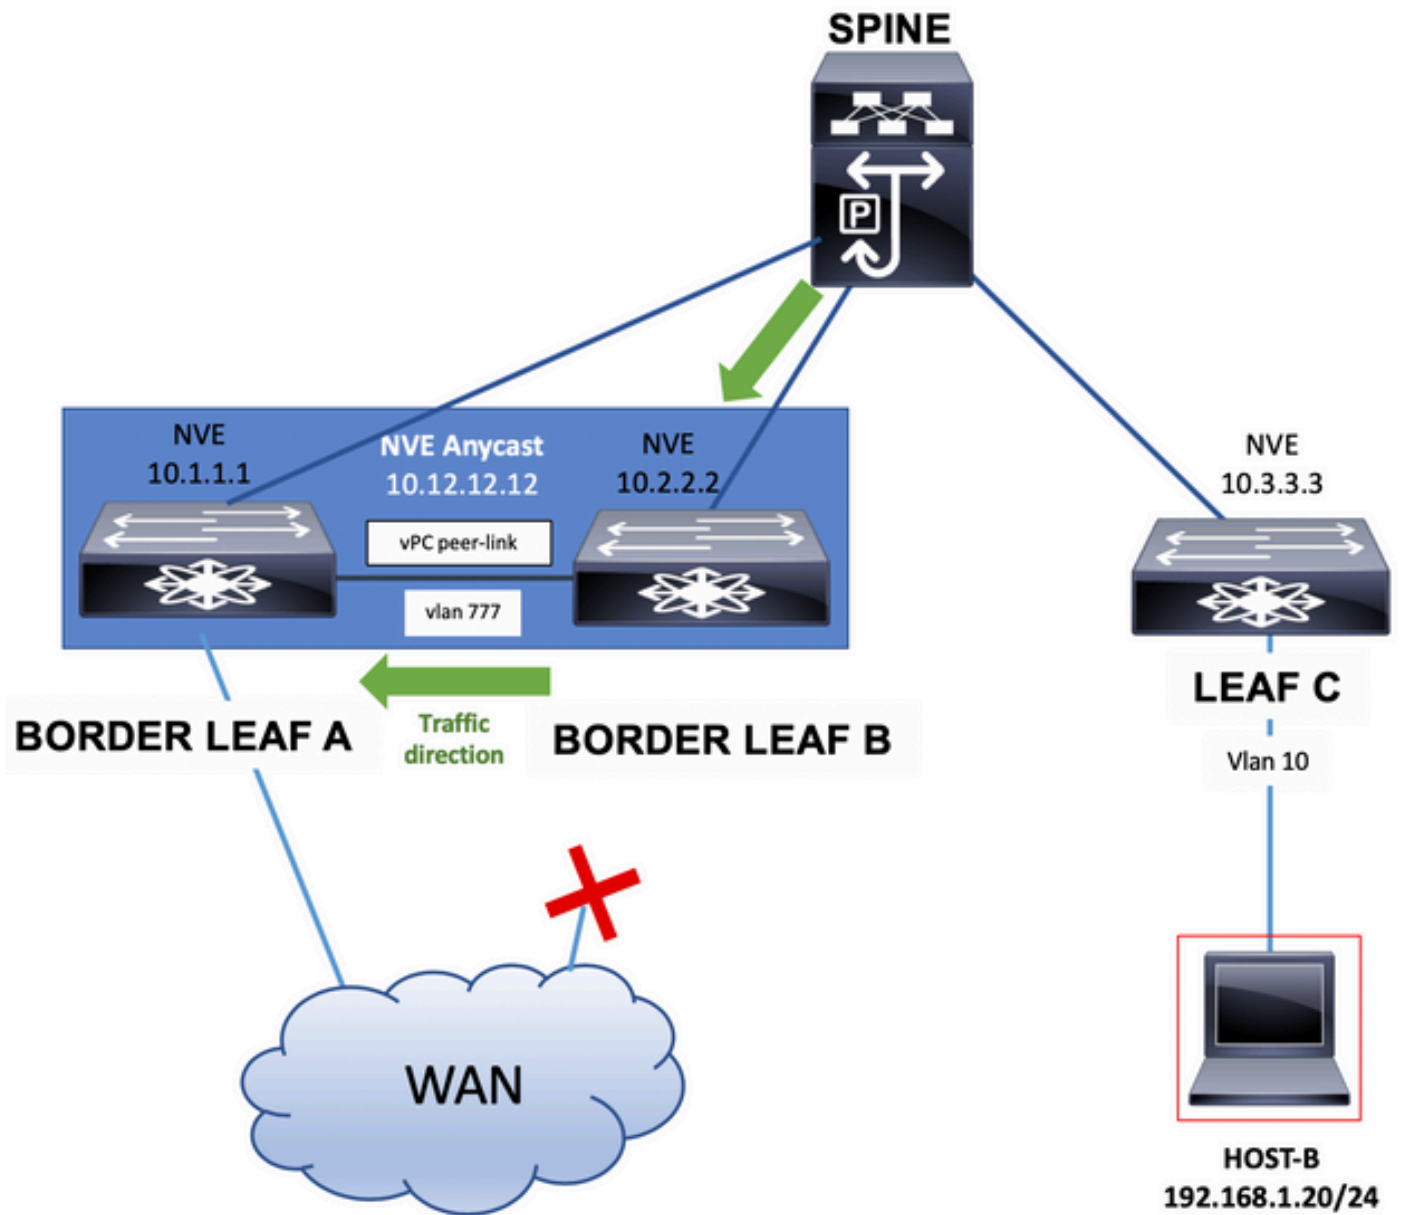 SPINE
P
NVE
10.1.1.1
NVE Anycast
10.12.12.12
NVE
10.2.2.2
NVE
10.3.3.3
vPC peer-link
vlan 777
BORDER LEAF A
Traffic
direction
BORDER LEAF B
LEAF C
Vlan 10
WAN
HOST-B
192.168.1.20/24